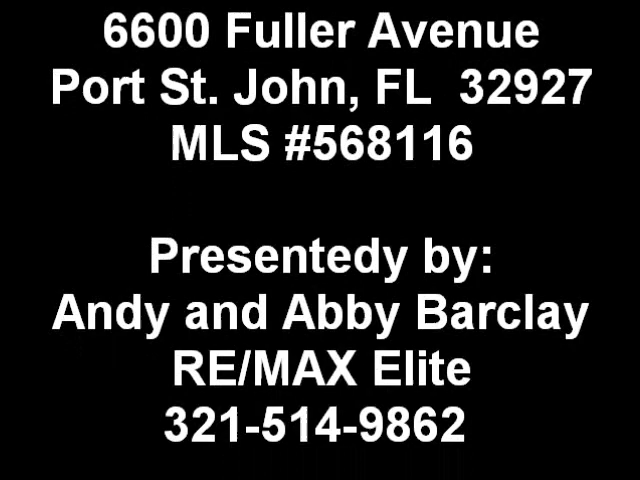 6600 Fuller Avenue
Port St. John, FL  32927
MLS #568116
Presentedy by:
Andy and Abby Barclay
RE/MAX Elite
321-514-9862